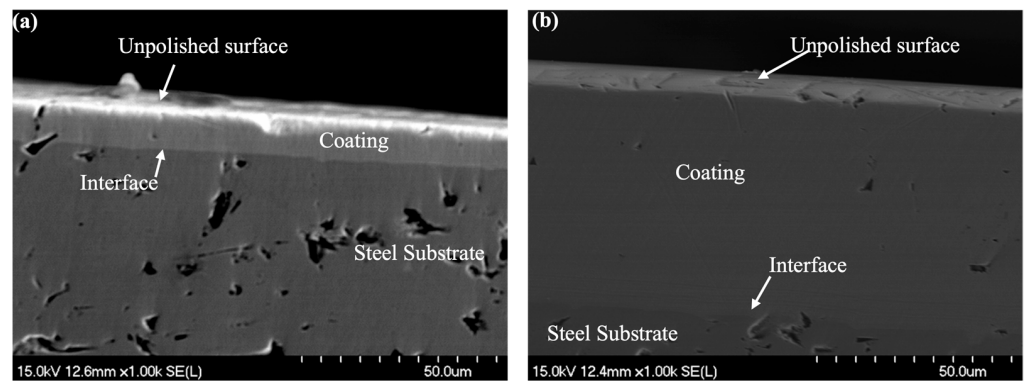 (a)
Unpolished surface
Coating
Interface
Steel Substrate
15.0kV 12.6mm x1.00k SE(L)
50.0um
(b)
Unpolished surface
Coating
Interface
Steel Substrate
15.0kV 12.4mm x1.00k SE(L)
50.0um